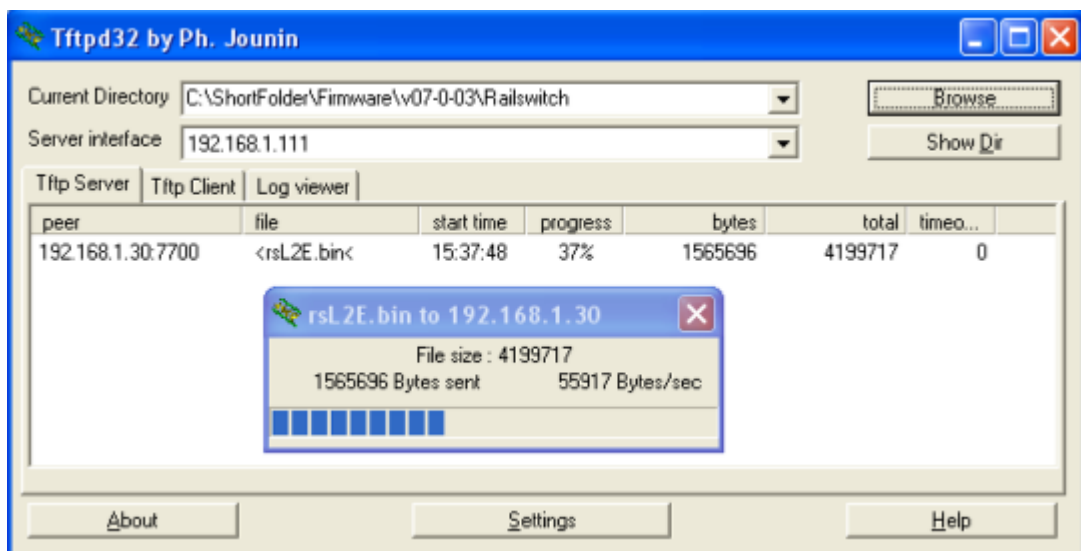 Tftpd32 by Ph. Jounin
Current Directory C:\ShortFolder\Firmware\v07-0-03\Railswitch Browse
Server interface 192.168.1.111 Show Dir
Tftp Server Tftp Client Log viewer
peer file start time progress bytes total timeo...
192.168.1.30:7700 <rsL2E.bin< 15:37:48 37% 1565696 4199717 0
rsL2E.bin to 192.168.1.30
File size : 4199717
1565696 Bytes sent 55917 Bytes/sec
About Settings Help